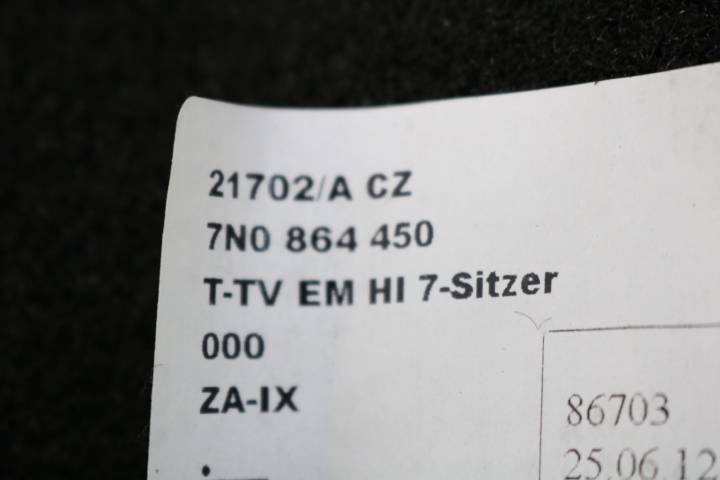 21702/A CZ
7N0 864 450
T-TV EM HI 7-Sitzer
000
ZA-IX
86703
25.06.12